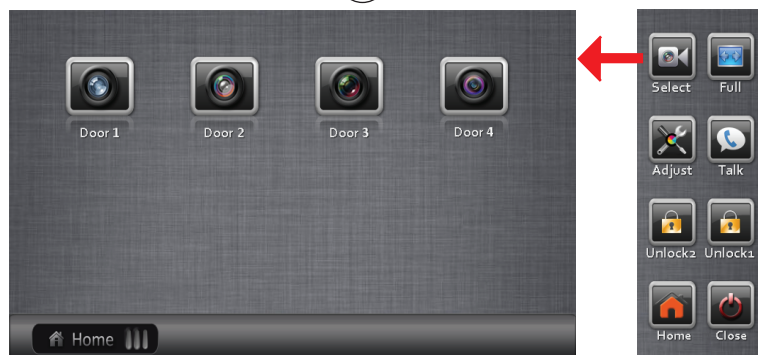 Door 1 Door 2 Door 3 Door 4
Home
Select Full
Adjust Talk
Unlock2 Unlock1
Home Close